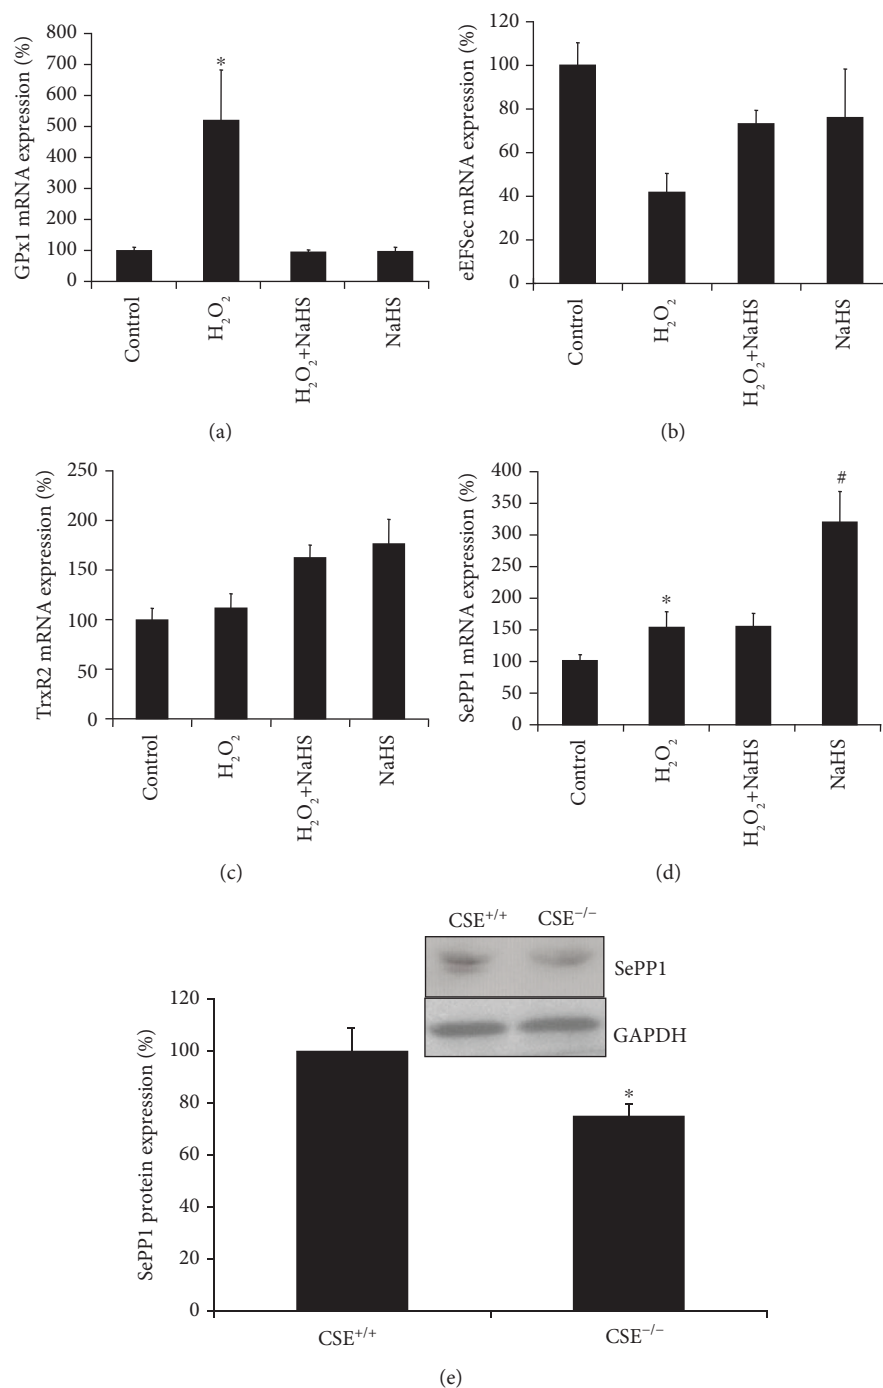 GPx1 mRNA expression (%)
800
700
600
500
400
300
200
100
0
*
Control
H₂O₂
H₂O₂+NaHS
NaHS
(a)
eEFSec mRNA expression (%)
120
100
80
60
40
20
0
Control
H₂O₂
H₂O₂+NaHS
NaHS
(b)
TrxR2 mRNA expression (%)
250
200
150
100
50
0
Control
H₂O₂
H₂O₂+NaHS
NaHS
(c)
SePP1 mRNA expression (%)
400
350
300
250
200
150
100
50
0
*
#
Control
H₂O₂
H₂O₂+NaHS
NaHS
(d)
CSE⁺/⁺ CSE⁻/⁻
SePP1
GAPDH
SePP1 protein expression (%)
120
100
80
60
40
20
0
*
CSE⁺/⁺ CSE⁻/⁻
(e)